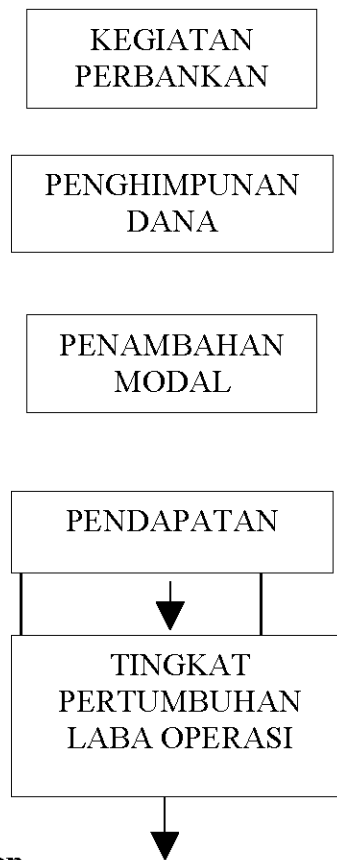 KEGIATAN
PERBANKAN
PENGHIMPUNAN
DANA
PENAMBAHAN
MODAL
PENDAPATAN
TINGKAT
PERTUMBUHAN
LABA OPERASI